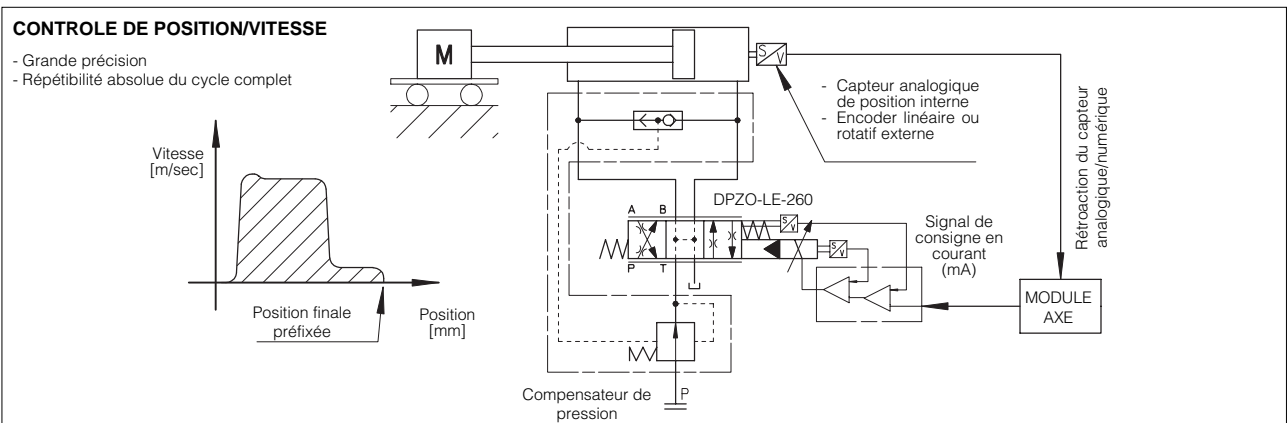 CONTROLE DE POSITION/VITESSE
- Grande précision
- Répétibilité absolue du cycle complet
M
S
V
- Capteur analogique
de position interne
- Encoder linéaire ou
rotatif externe
Rétroaction du capteur
analogique/numérique
Vitesse
[m/sec]
Position finale
préfixée
Position
[mm]
DPZO-LE-260
A B
P T
S
V
S
V
Signal de
consigne en
courant
(mA)
MODULE
AXE
Compensateur de
pression
P